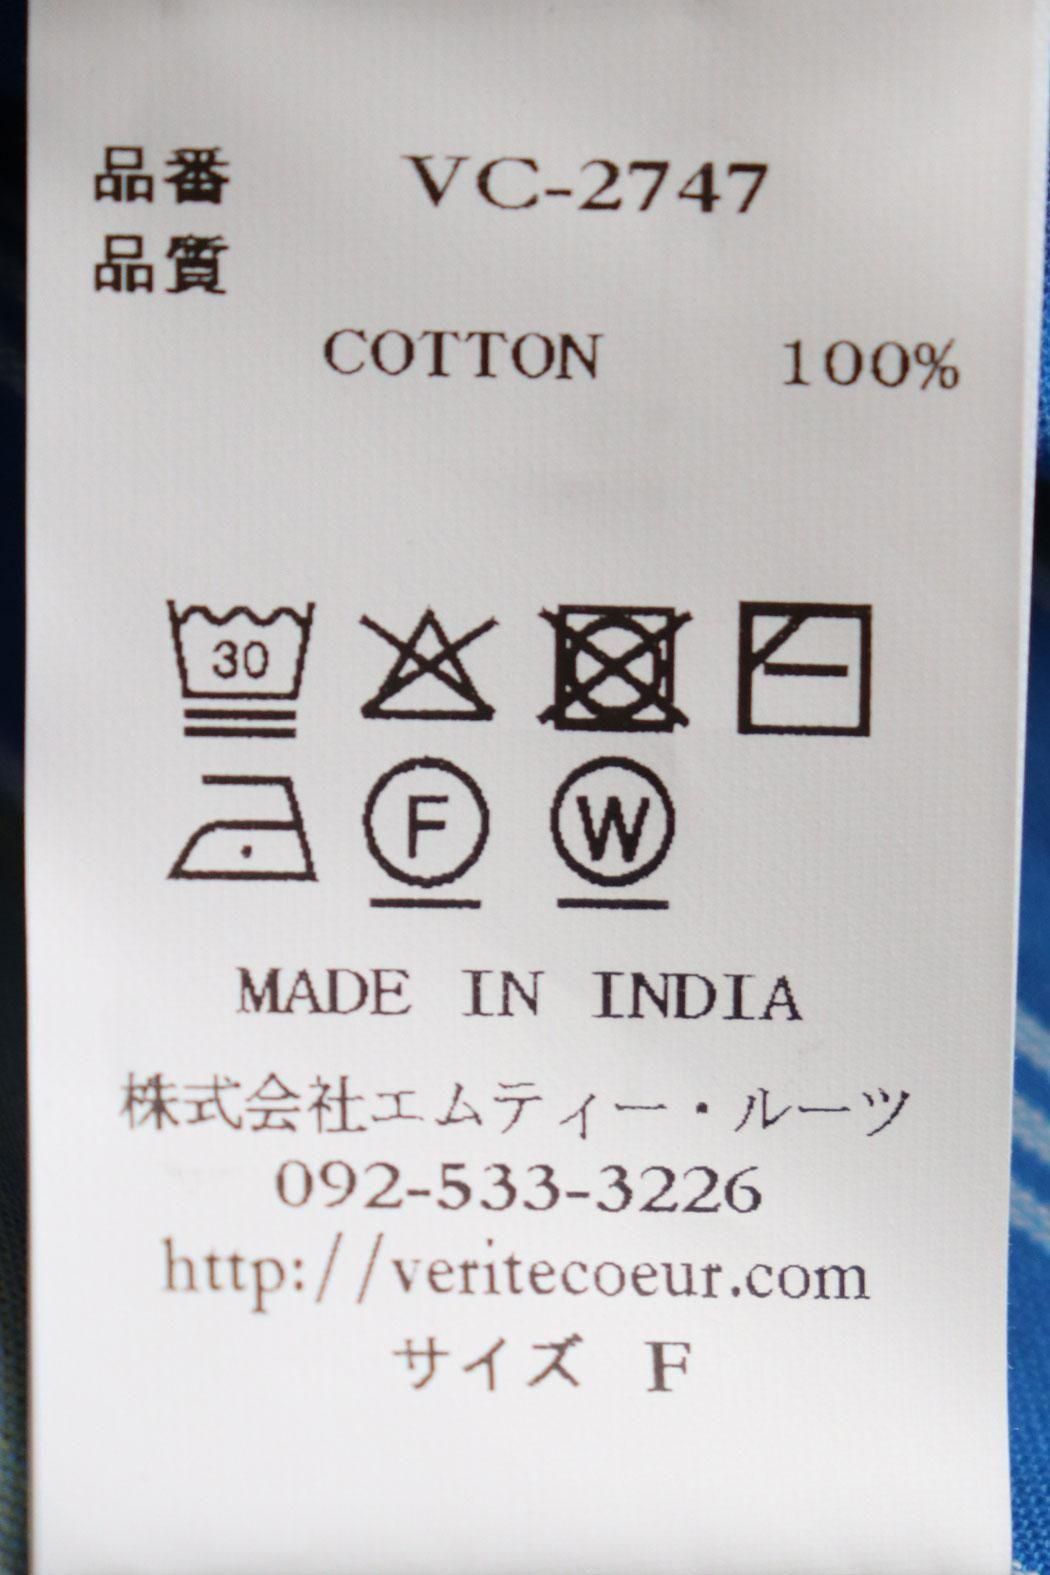 品番 VC-2747
品質
COTTON 100%
30
F W
MADE IN INDIA
株式会社エムティー・ルーツ
092-533-3226
http://veritecoeur.com
サイズ F